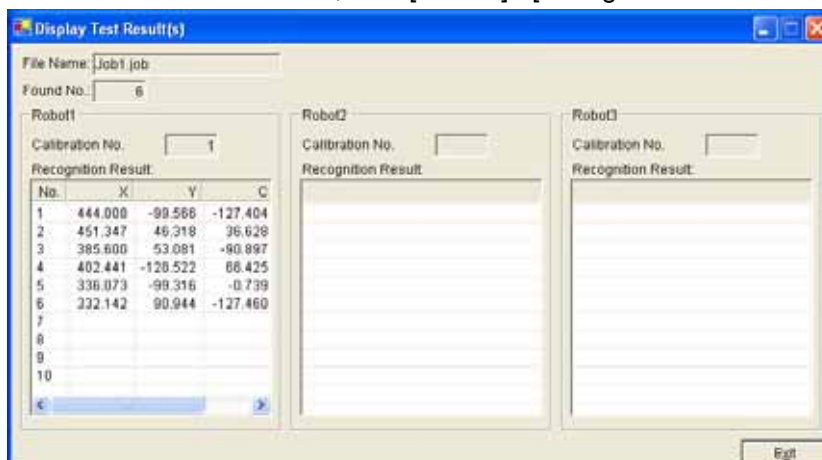 Display Test Result(s)
File Name: Job1.job
Found No.: 6
Robot1
Calibration No. 1
Recognition Result:
No. X Y C
1 444.000 -99.566 -127.404
2 451.347 46.318 36.628
3 385.600 53.081 -90.897
4 402.441 -128.522 66.425
5 336.073 -99.316 -0.739
6 332.142 90.944 -127.460
7
8
9
10
Robot2
Calibration No.
Recognition Result
Robot3
Calibration No.
Recognition Result:
Exit